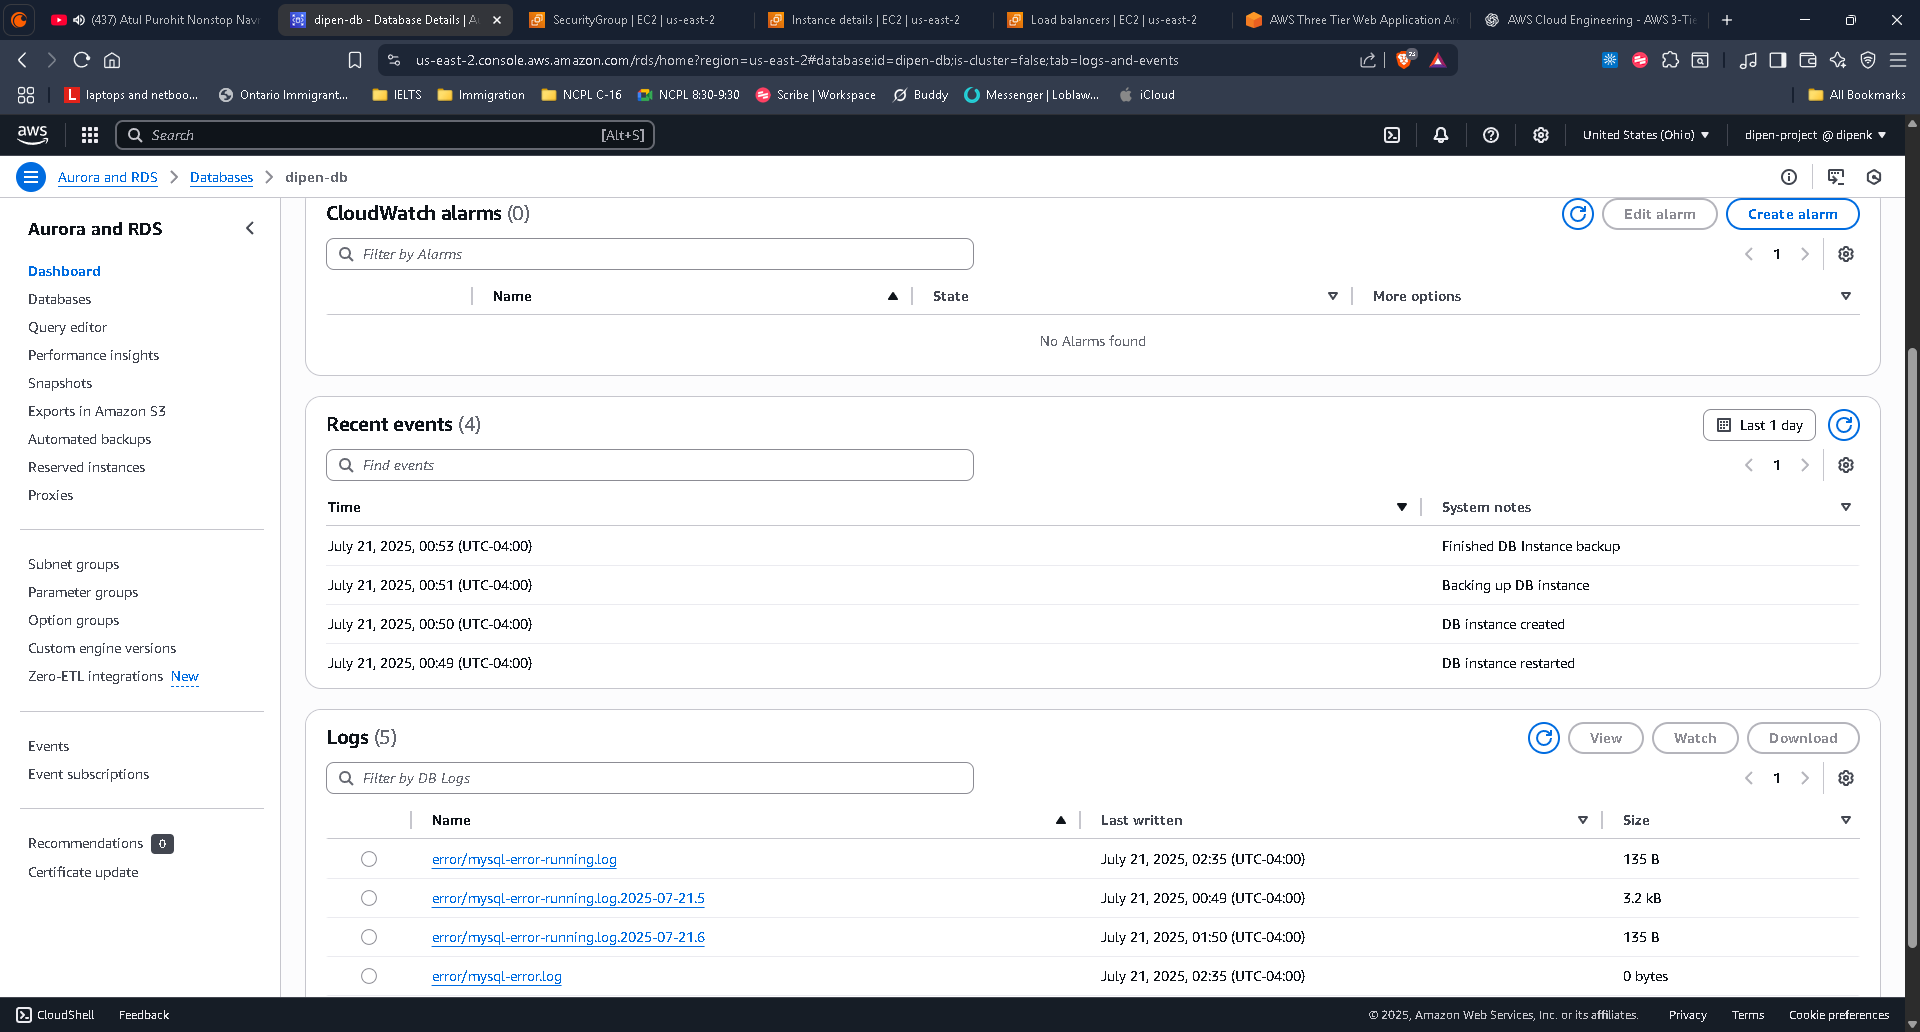 (437) Atul Purohit Nonstop Nav
dipen-db - Database Details | A
SecurityGroup | EC2 | us-east-2
Instance details | EC2 | us-east-2
Load balancers | EC2 | us-east-2
AWS Three Tier Web Application Ar
AWS Cloud Engineering - AWS 3-Tie
us-east-2.console.aws.amazon.com/rds/home?region=us-east-2#database:id=dipen-db;is-cluster=false;tab=logs-and-events
laptops and netboo...
Ontario Immigrant...
IELTS
Immigration
NCPL C-16
NCPL 8:30-9:30
Scribe | Workspace
Buddy
Messenger | Loblaw...
iCloud
All Bookmarks
aws
Search
[Alt+S]
United States (Ohio)
dipen-project @ dipenk
Aurora and RDS
Databases
dipen-db
Aurora and RDS
Dashboard
Databases
Query editor
Performance insights
Snapshots
Exports in Amazon S3
Automated backups
Reserved instances
Proxies
Subnet groups
Parameter groups
Option groups
Custom engine versions
Zero-ETL integrations New
Events
Event subscriptions
Recommendations 0
Certificate update
CloudWatch alarms (0)
Edit alarm
Create alarm
Filter by Alarms
1
Name
State
More options
No Alarms found
Recent events (4)
Last 1 day
Find events
1
Time
System notes
July 21, 2025, 00:53 (UTC-04:00)
Finished DB Instance backup
July 21, 2025, 00:51 (UTC-04:00)
Backing up DB instance
July 21, 2025, 00:50 (UTC-04:00)
DB instance created
July 21, 2025, 00:49 (UTC-04:00)
DB instance restarted
Logs (5)
View
Watch
Download
Filter by DB Logs
1
Name
Last written
Size
error/mysql-error-running.log
July 21, 2025, 02:35 (UTC-04:00)
135 B
error/mysql-error-running.log.2025-07-21.5
July 21, 2025, 00:49 (UTC-04:00)
3.2 kB
error/mysql-error-running.log.2025-07-21.6
July 21, 2025, 01:50 (UTC-04:00)
135 B
error/mysql-error.log
July 21, 2025, 02:35 (UTC-04:00)
0 bytes
CloudShell
Feedback
© 2025, Amazon Web Services, Inc. or its affiliates.
Privacy
Terms
Cookie preferences